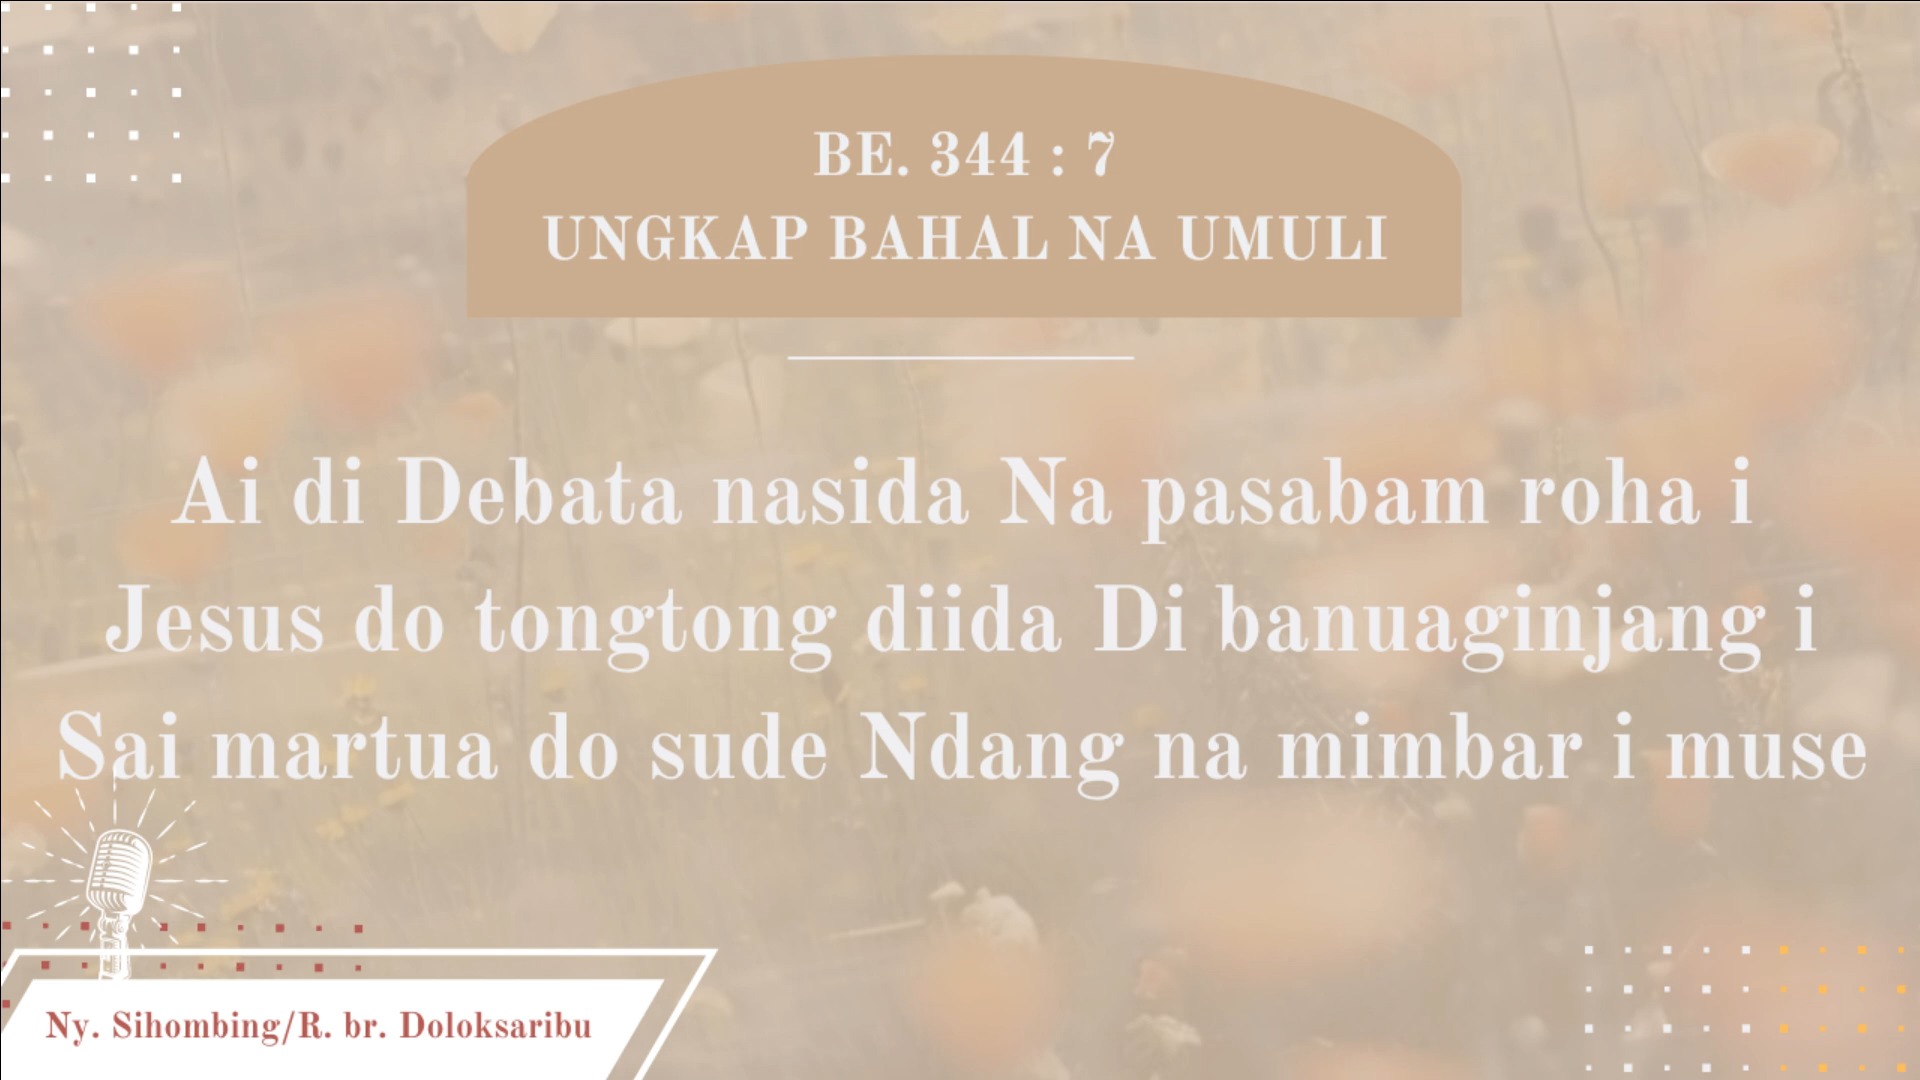 BE. 344 : 7
UNGKAP BAHAL NA UMULI
Ai di Debata nasida Na pasabam roha i
Jesus do tongtong diida Di banuaginjang i
Sai martua do sude Ndang na mimbar i muse
Ny. Sihombing/R. br. Doloksaribu